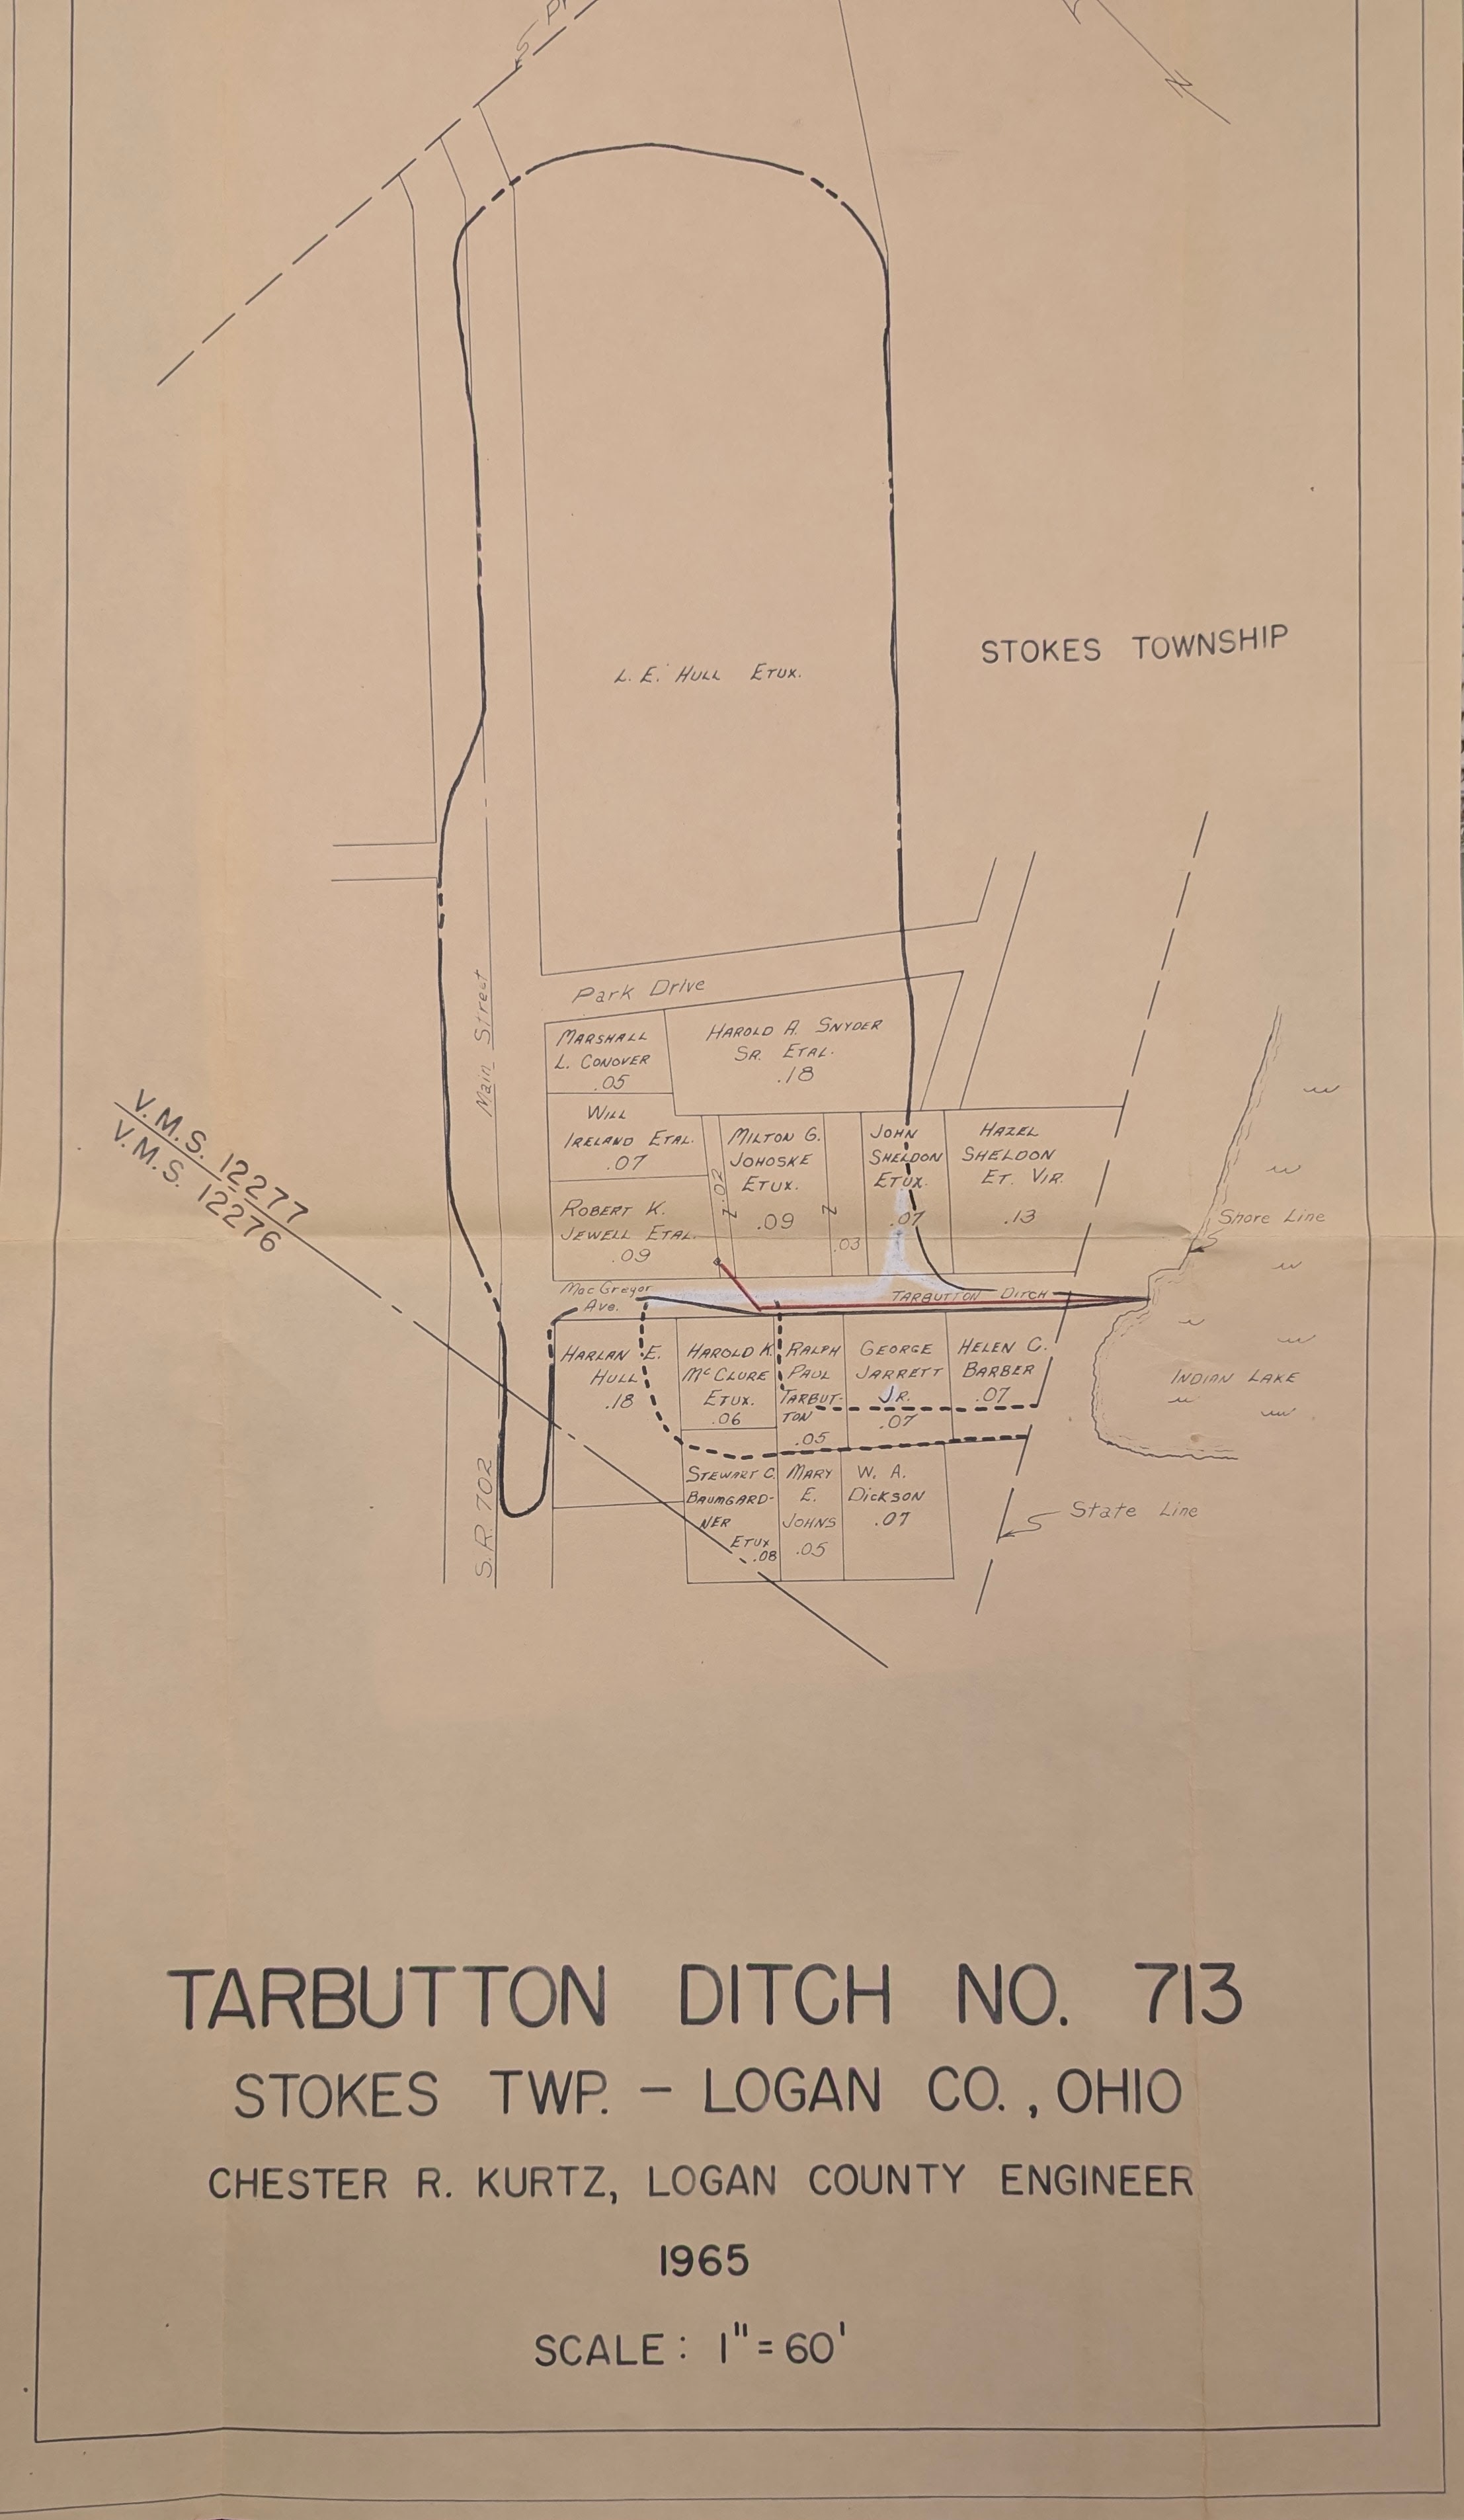 N
STOKES TOWNSHIP
L. E. HULL ETUX.
Park Drive
Main Street
MARSHALL
L. CONOVER
.05
HAROLD A. SNYDER
SR. ETAL.
.18
WILL
IRELAND ETAL.
.07
ROBERT K.
JEWELL ETAL.
.09
.02
MILTON G.
JOHOSKE
ETUX.
.09
.03
JOHN
SHELDON
ETUX.
.07
HAZEL
SHELDON
ET. VIR.
.13
V.M.S. 12277
V.M.S. 12276
Shore Line
MacGreyor
Ave.
TARBUTTON DITCH
HARLAN E.
HULL
.18
HAROLD K.
McCLURE
ETUX.
.06
RALPH
PAUL
TARBUT-
TON
.05
GEORGE
JARRETT
JR.
.07
HELEN C.
BARBER
.07
INDIAN LAKE
STEWART C.
BAUMGARD-
NER
ETUX
.08
MARY
E.
JOHNS
.05
W. A.
DICKSON
.07
State Line
S.R. 702
TARBUTTON DITCH NO. 713
STOKES TWP. - LOGAN CO., OHIO
CHESTER R. KURTZ, LOGAN COUNTY ENGINEER
1965
SCALE: 1" = 60'